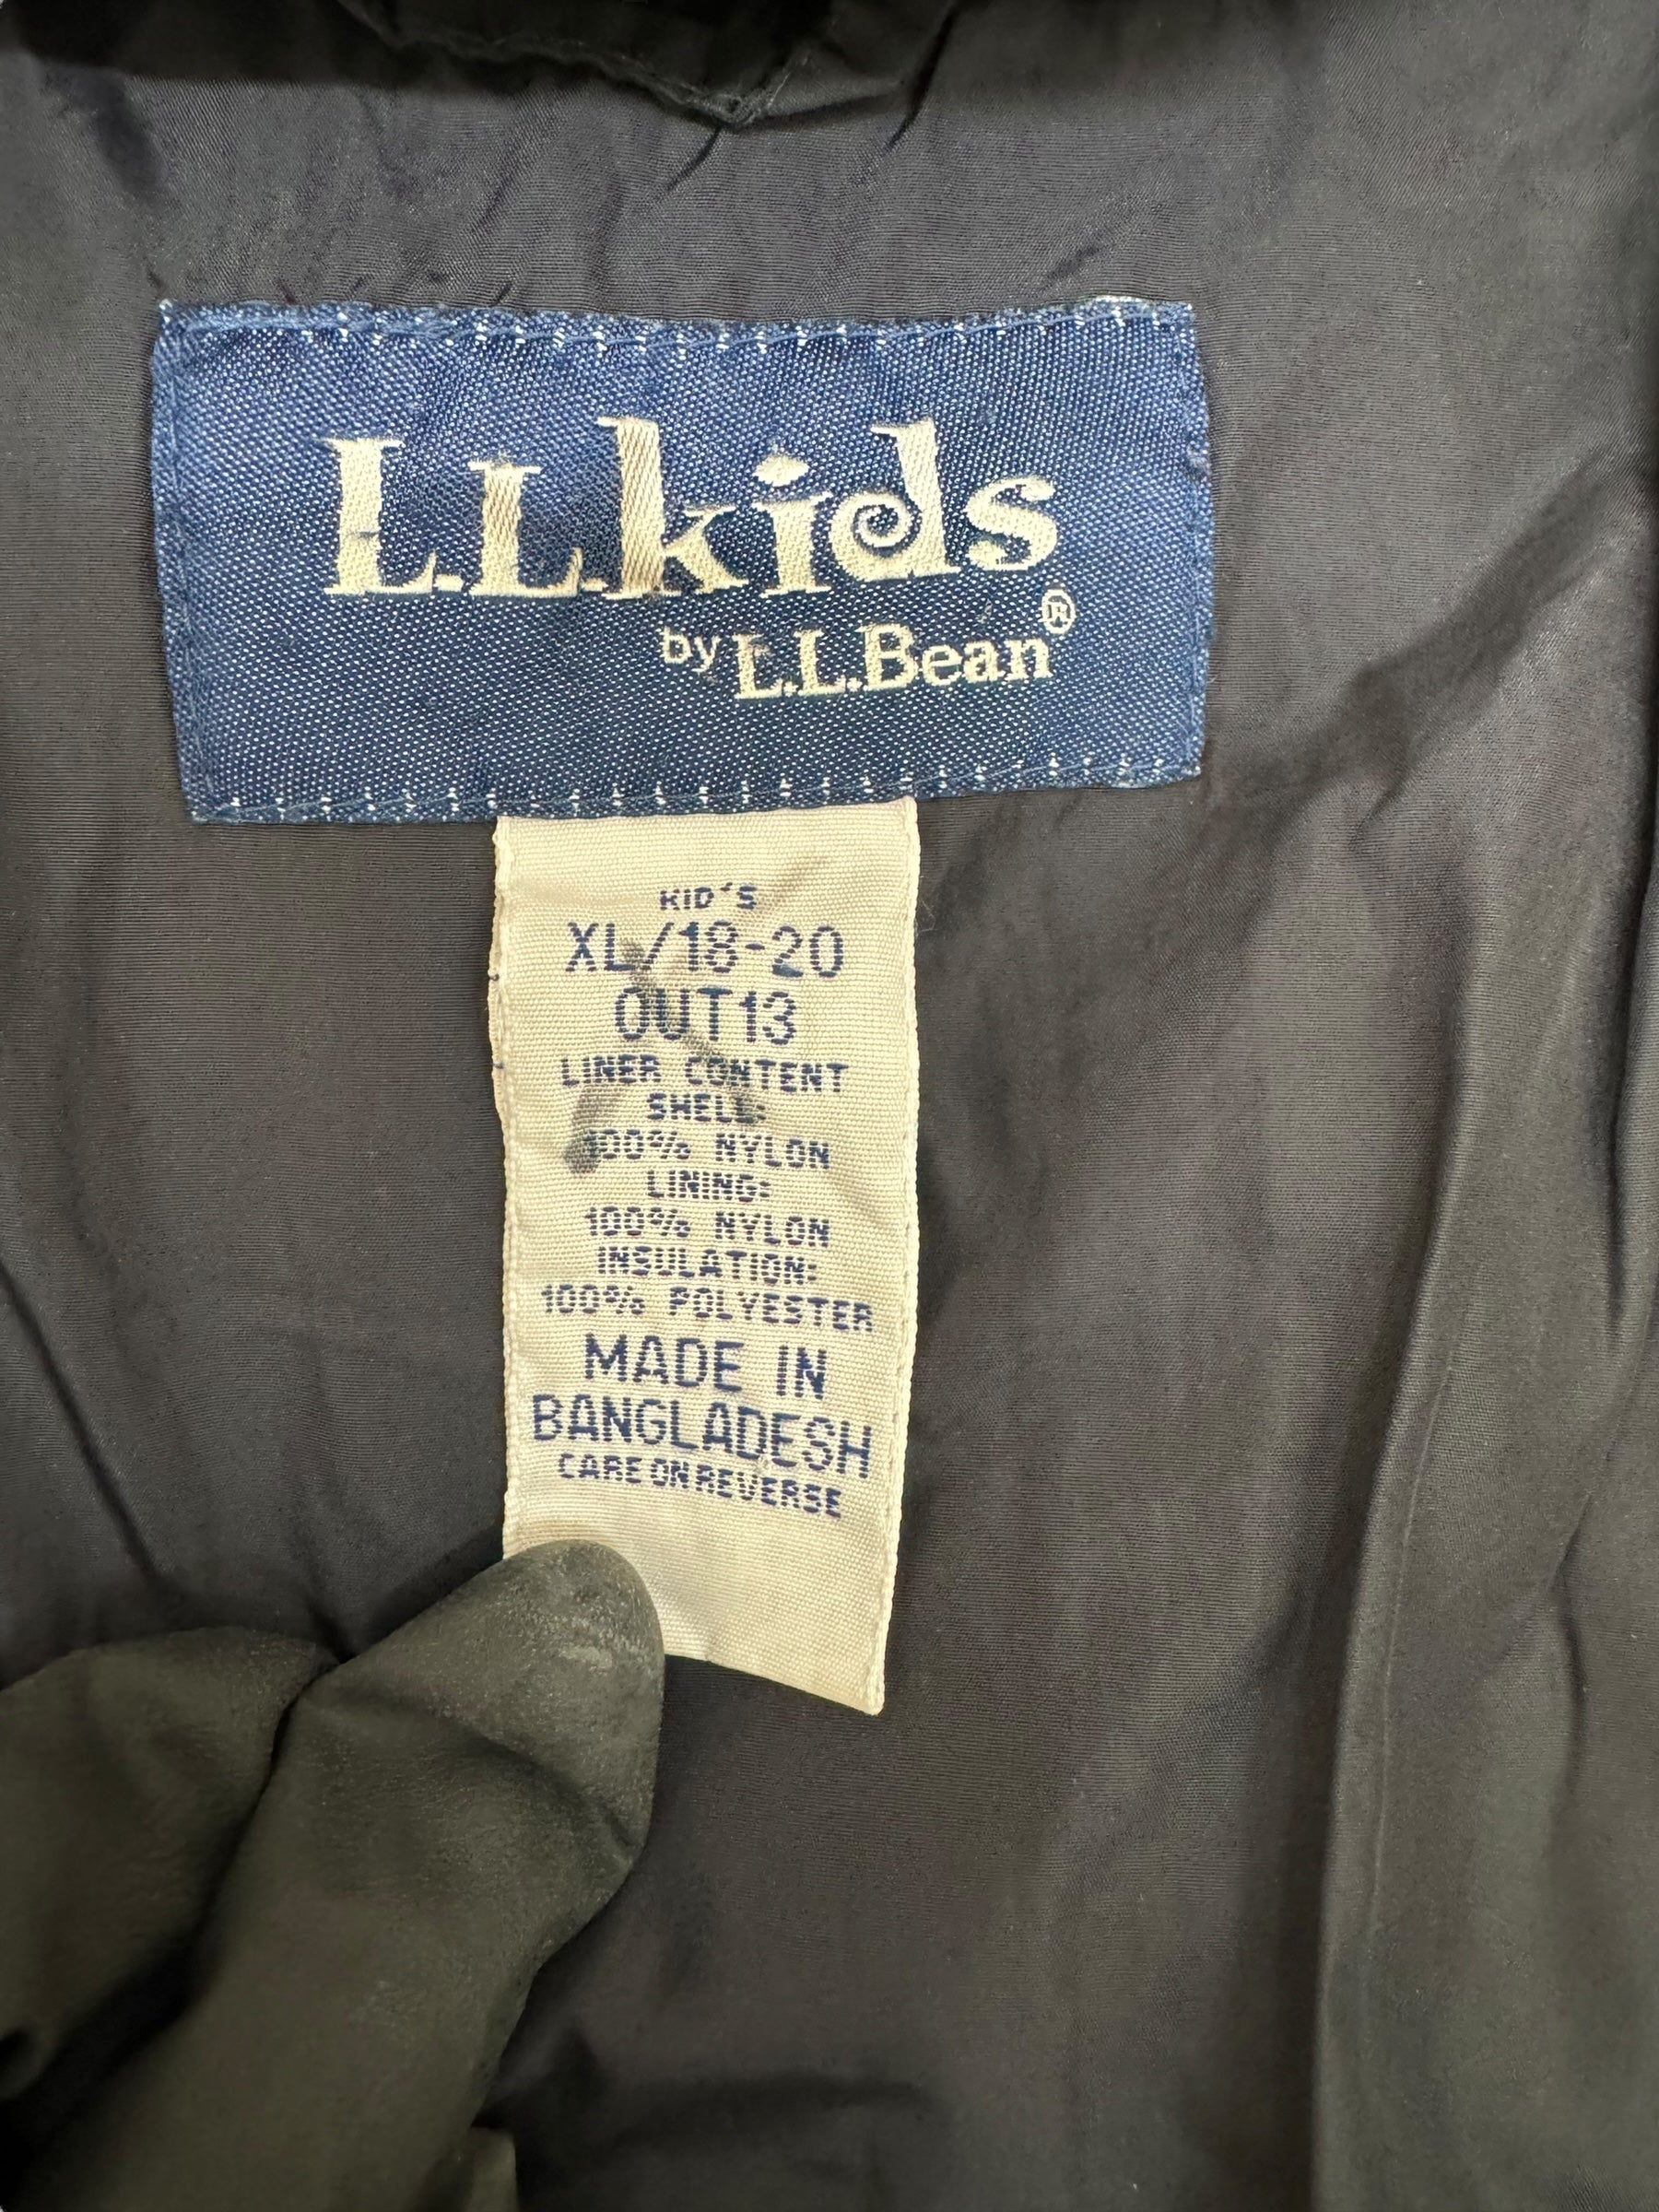 L.L.kids
by L.L.Bean®
KID'S
XL/18-20
OUT13
LINER CONTENT
SHELL:
100% NYLON
LINING:
100% NYLON
INSULATION:
100% POLYESTER
MADE IN
BANGLADESH
CARE ON REVERSE